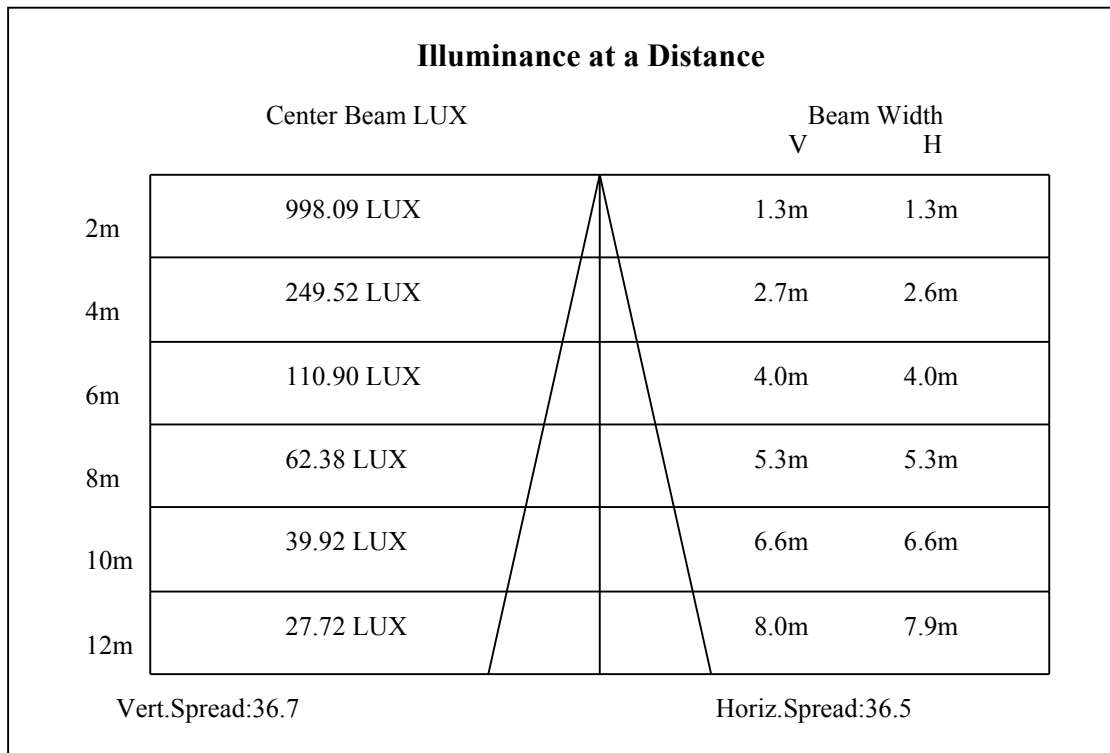 Illuminance at a Distance
Center Beam LUX Beam Width
V H
2m 998.09 LUX 1.3m 1.3m
4m 249.52 LUX 2.7m 2.6m
6m 110.90 LUX 4.0m 4.0m
8m 62.38 LUX 5.3m 5.3m
10m 39.92 LUX 6.6m 6.6m
12m 27.72 LUX 8.0m 7.9m
Vert.Spread:36.7 Horiz.Spread:36.5